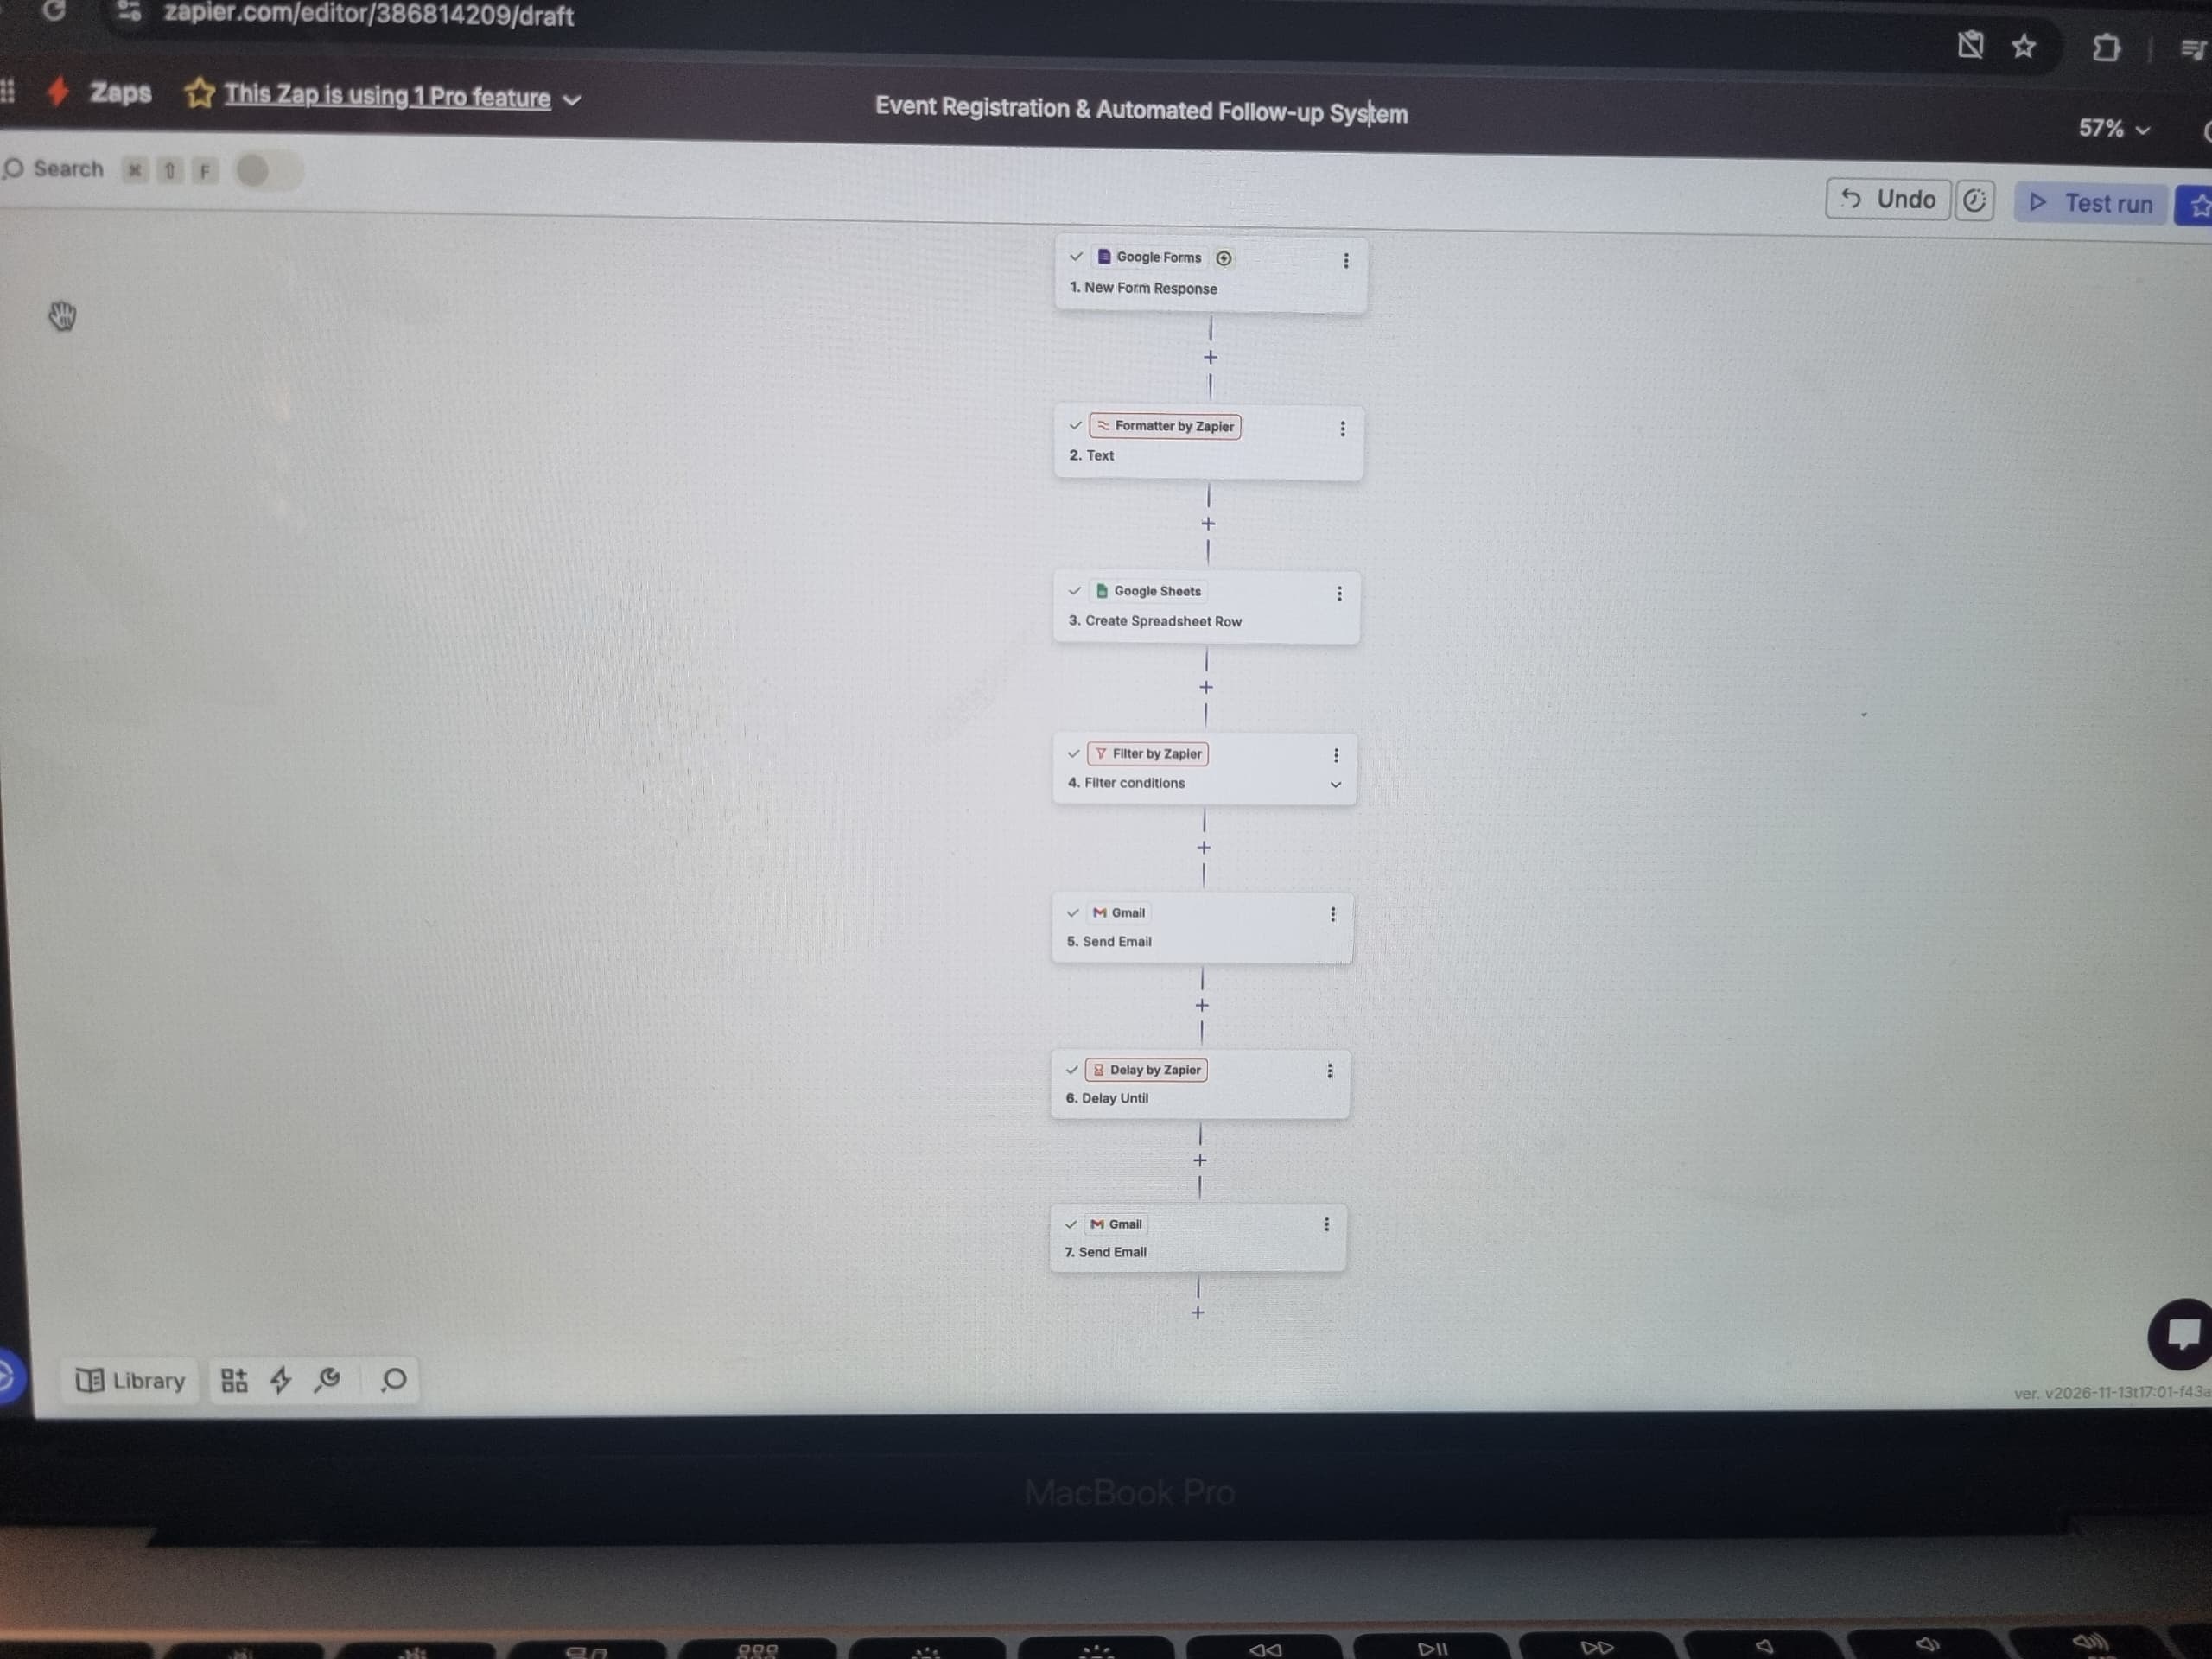 zapier.com/editor/386814209/draft
Zaps This Zap is using 1 Pro feature
Event Registration & Automated Follow-up System
57%
Search ⌘ ⇧ F
Undo
Test run
Google Forms
1. New Form Response
+
Formatter by Zapier
2. Text
+
Google Sheets
3. Create Spreadsheet Row
+
Filter by Zapier
4. Filter conditions
+
Gmail
5. Send Email
+
Delay by Zapier
6. Delay Until
+
Gmail
7. Send Email
+
Library
ver. v2026-11-13t17:01-f43a
MacBook Pro